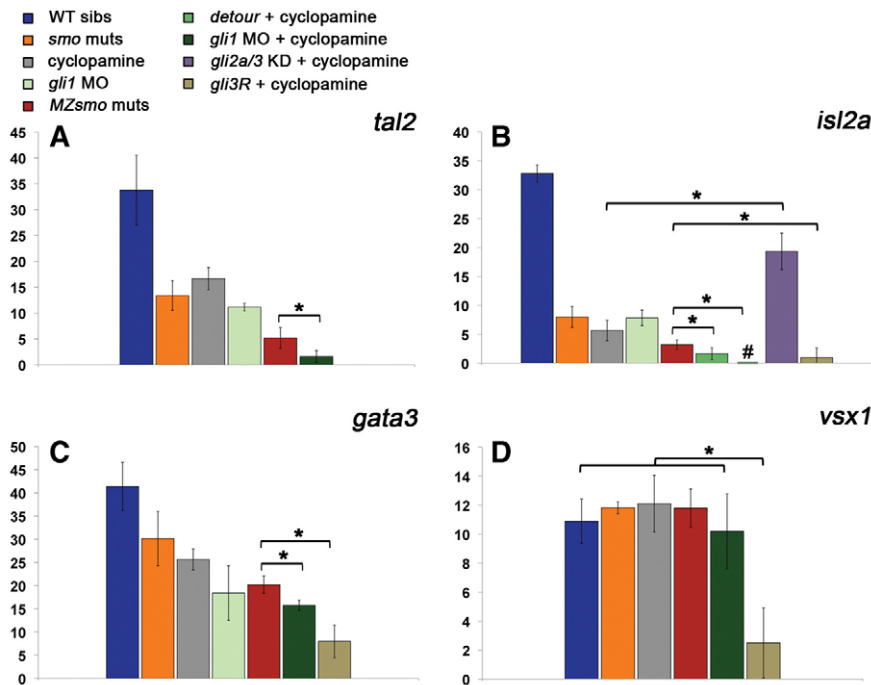 WT sibs
smo muts
cyclopamine
gli1 MO
MZsmo muts
detour + cyclopamine
gli1 MO + cyclopamine
gli2a/3 KD + cyclopamine
gli3R + cyclopamine
A
tal2
45
40
35
30
25
20
15
10
5
0
*
B
isl2a
40
35
30
25
20
15
10
5
0
*
*
*
*
#
C
gata3
50
45
40
35
30
25
20
15
10
5
0
*
*
D
vsx1
16
14
12
10
8
6
4
2
0
*